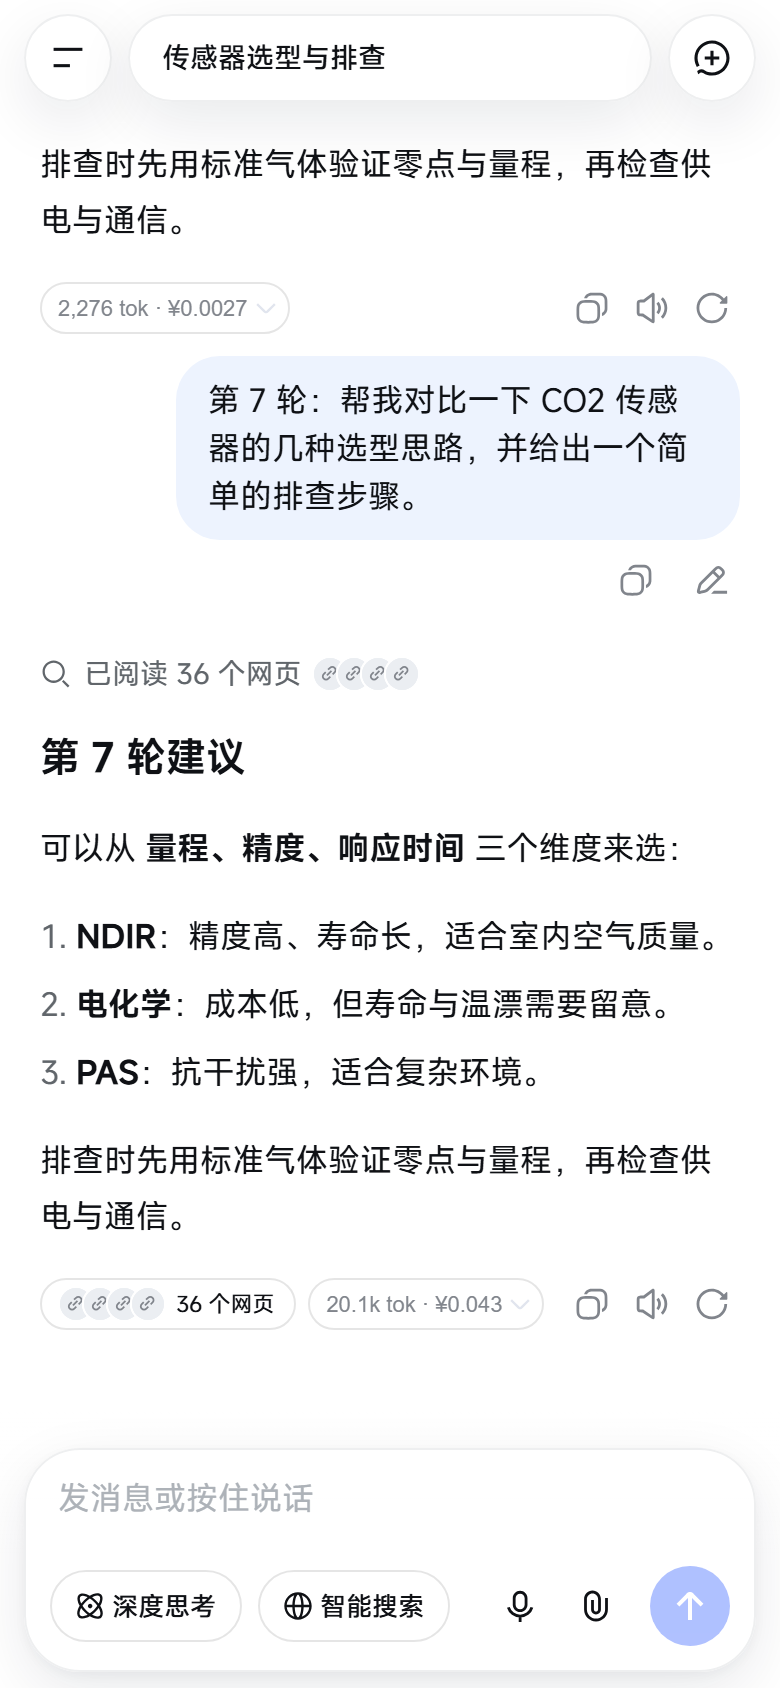 传感器选型与排查
排查时先用标准气体验证零点与量程，再检查供
电与通信。
2,276 tok · ¥0.0027
第 7 轮：帮我对比一下 CO2 传感
器的几种选型思路，并给出一个简
单的排查步骤。
已阅读 36 个网页
第 7 轮建议
可以从 量程、精度、响应时间 三个维度来选：
1. NDIR：精度高、寿命长，适合室内空气质量。
2. 电化学：成本低，但寿命与温漂需要留意。
3. PAS：抗干扰强，适合复杂环境。
排查时先用标准气体验证零点与量程，再检查供
电与通信。
36 个网页
20.1k tok · ¥0.043
发消息或按住说话
深度思考
智能搜索